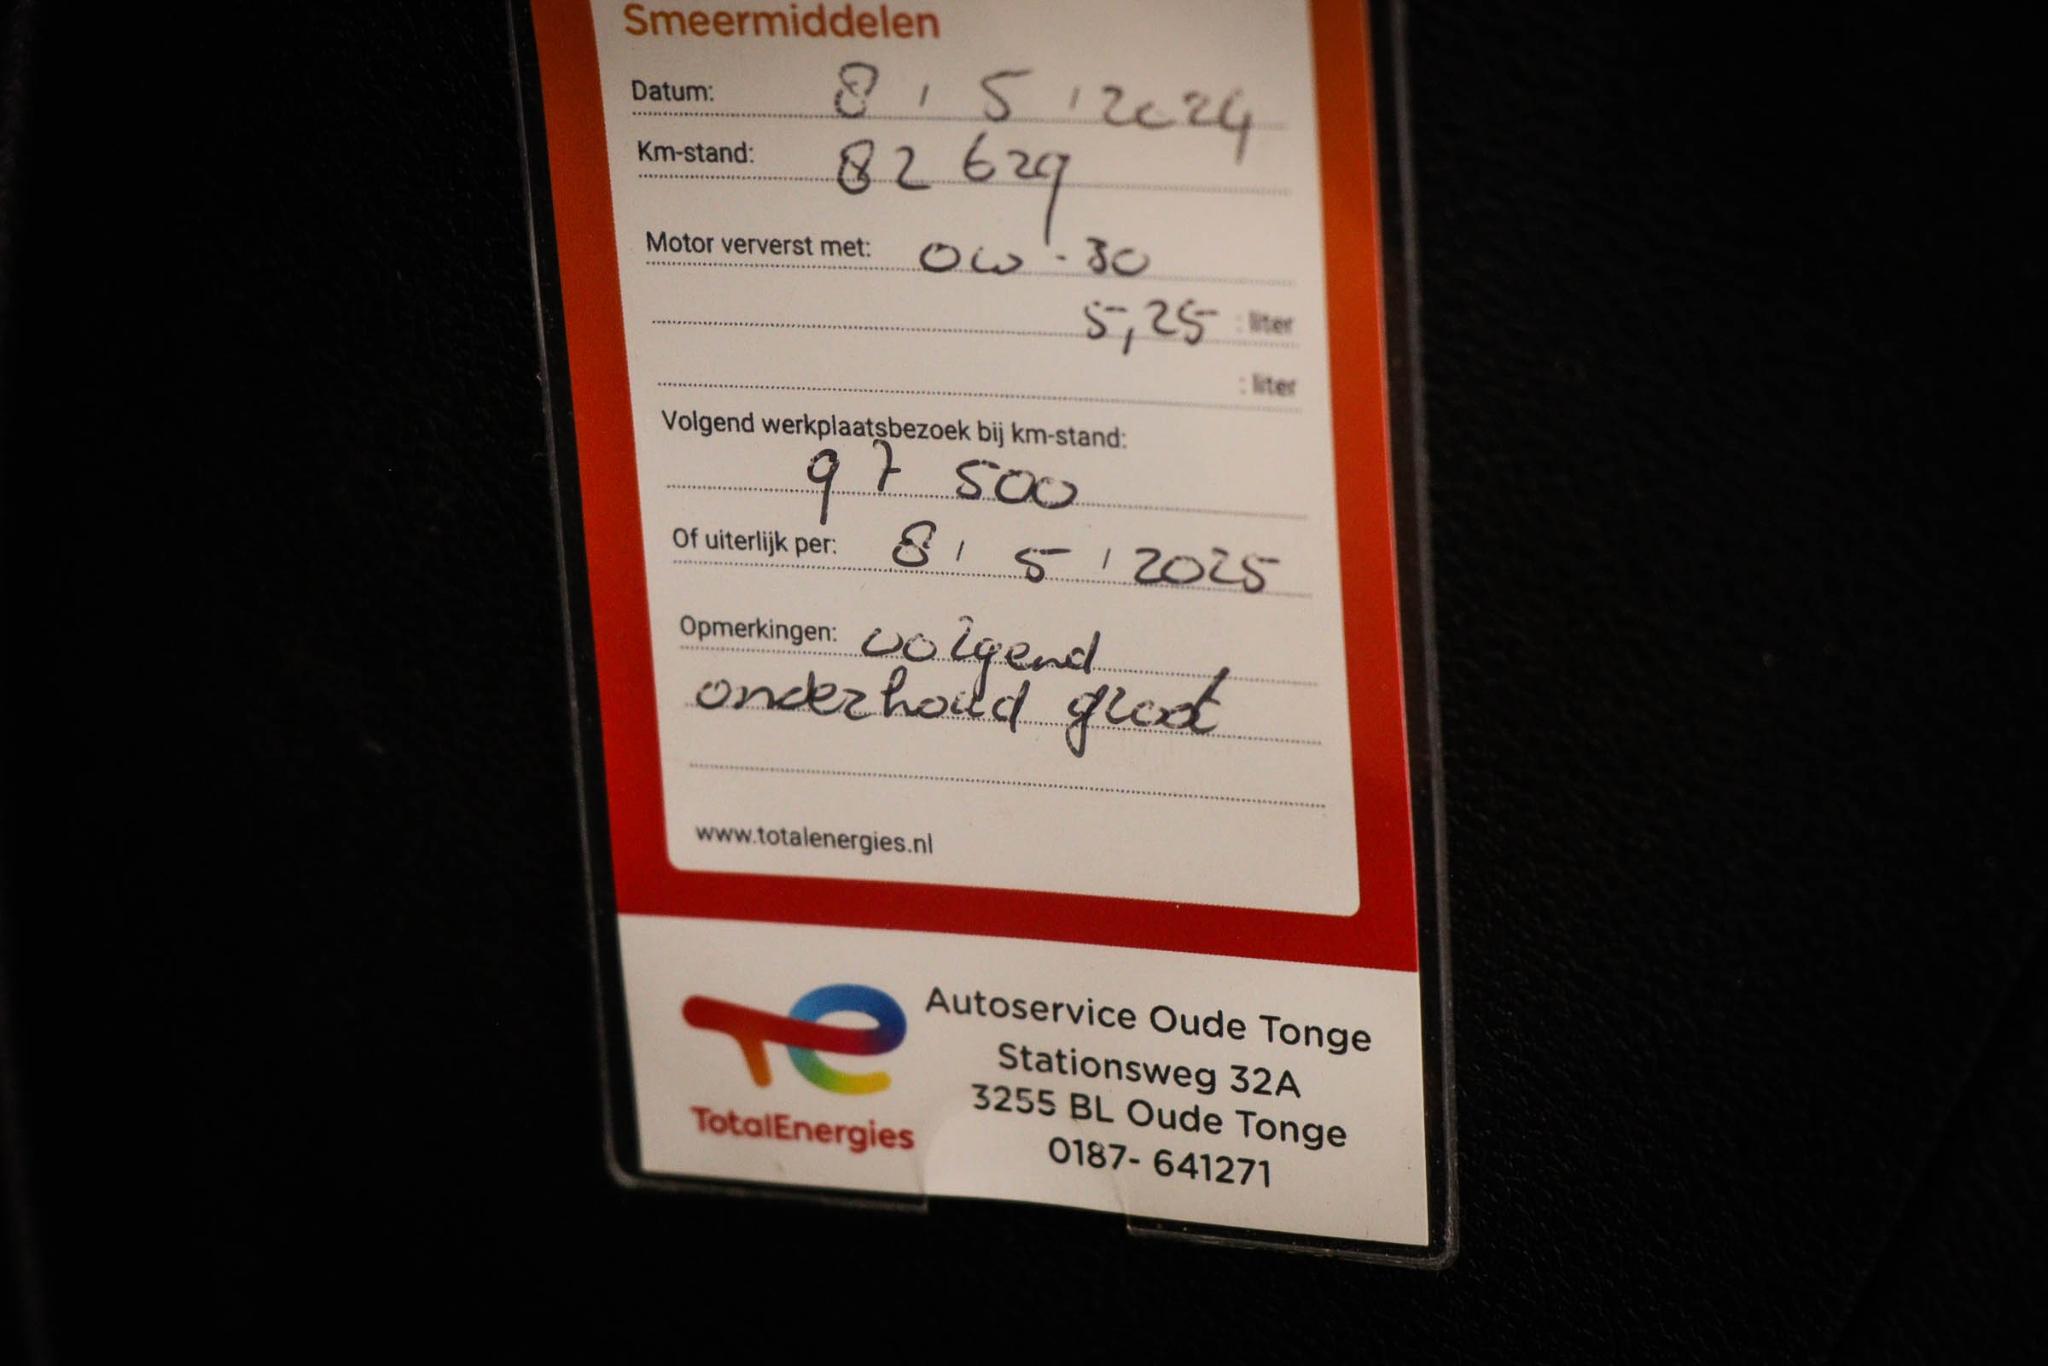 Smeermiddelen
Datum: 8 / 5 / 2024
Km-stand: 82 629
Motor ververst met: 0W-30
5,25 : liter
: liter
Volgend werkplaatsbezoek bij km-stand:
97 500
Of uiterlijk per: 8 / 5 / 2025
Opmerkingen: volgend
onderhoud groot
www.totalenergies.nl
TotalEnergies
Autoservice Oude Tonge
Stationsweg 32A
3255 BL Oude Tonge
0187- 641271